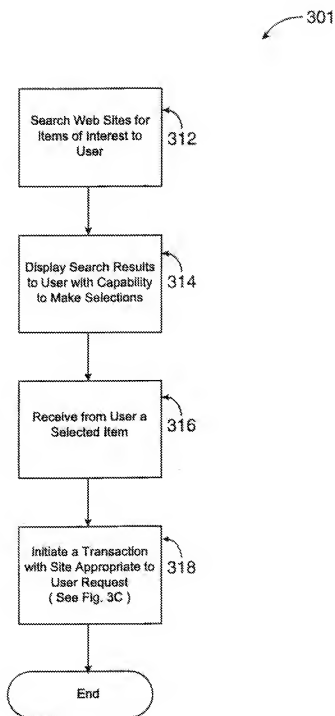 301
Search Web Sites for
Items of Interest to
User
312
Display Search Results
to User with Capability
to Make Selections
314
Receive from User a
Selected Item
316
Initiate a Transaction
with Site Appropriate to
User Request
( See Fig. 3C )
318
End